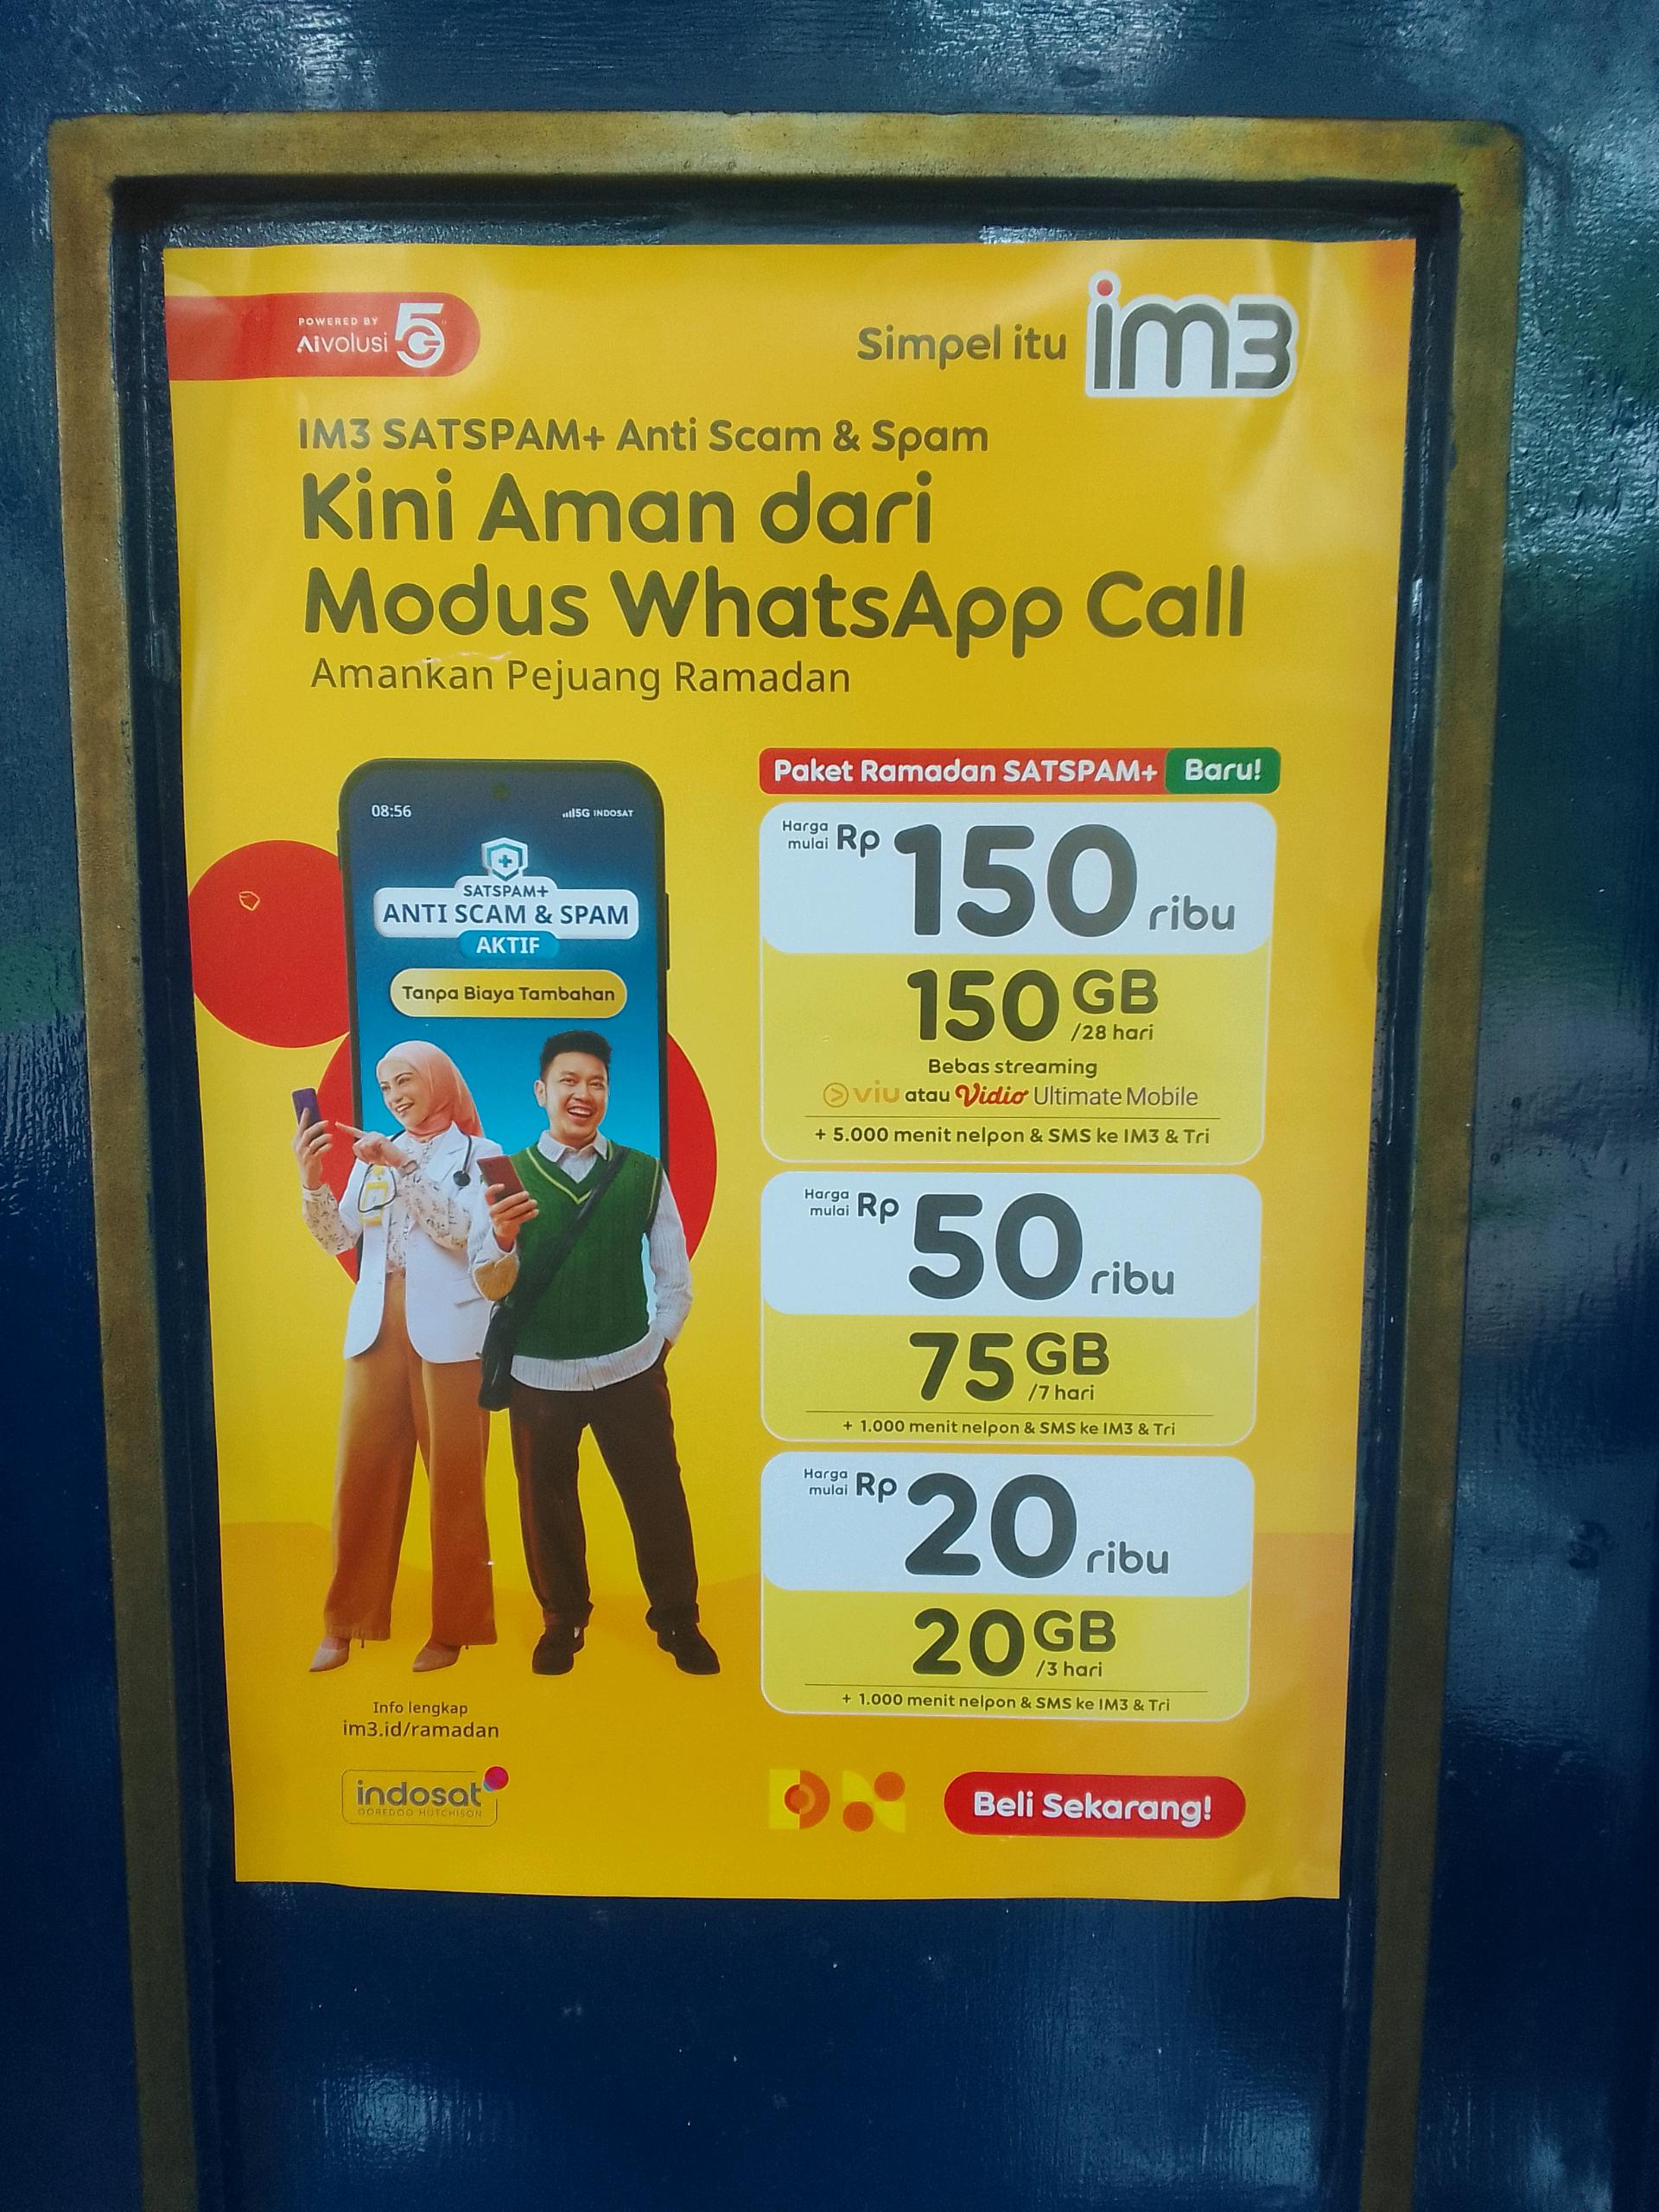 POWERED BY
AIvolusi 5G
Simpel itu im3
IM3 SATSPAM+ Anti Scam & Spam
Kini Aman dari
Modus WhatsApp Call
Amankan Pejuang Ramadan
08:56
5G INDOSAT
SATSPAM+
ANTI SCAM & SPAM
AKTIF
Tanpa Biaya Tambahan
Info lengkap
im3.id/ramadan
indosat
OOREDOO HUTCHISON
Paket Ramadan SATSPAM+ Baru!
Harga
mulai Rp 150 ribu
150 GB
/28 hari
Bebas streaming
viu atau Vidio Ultimate Mobile
+ 5.000 menit nelpon & SMS ke IM3 & Tri
Harga
mulai Rp 50 ribu
75 GB
/7 hari
+ 1.000 menit nelpon & SMS ke IM3 & Tri
Harga
mulai Rp 20 ribu
20 GB
/3 hari
+ 1.000 menit nelpon & SMS ke IM3 & Tri
Beli Sekarang!